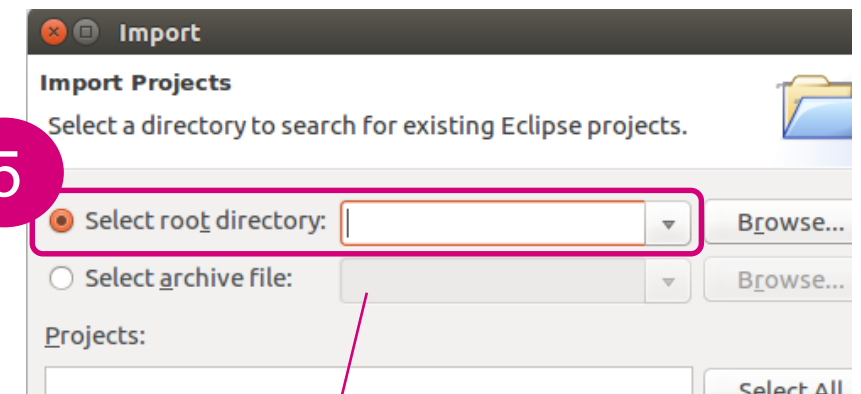 Import
Import Projects
Select a directory to search for existing Eclipse projects.
5
Select root directory: Browse...
Select archive file: Browse...
Projects:
Select All